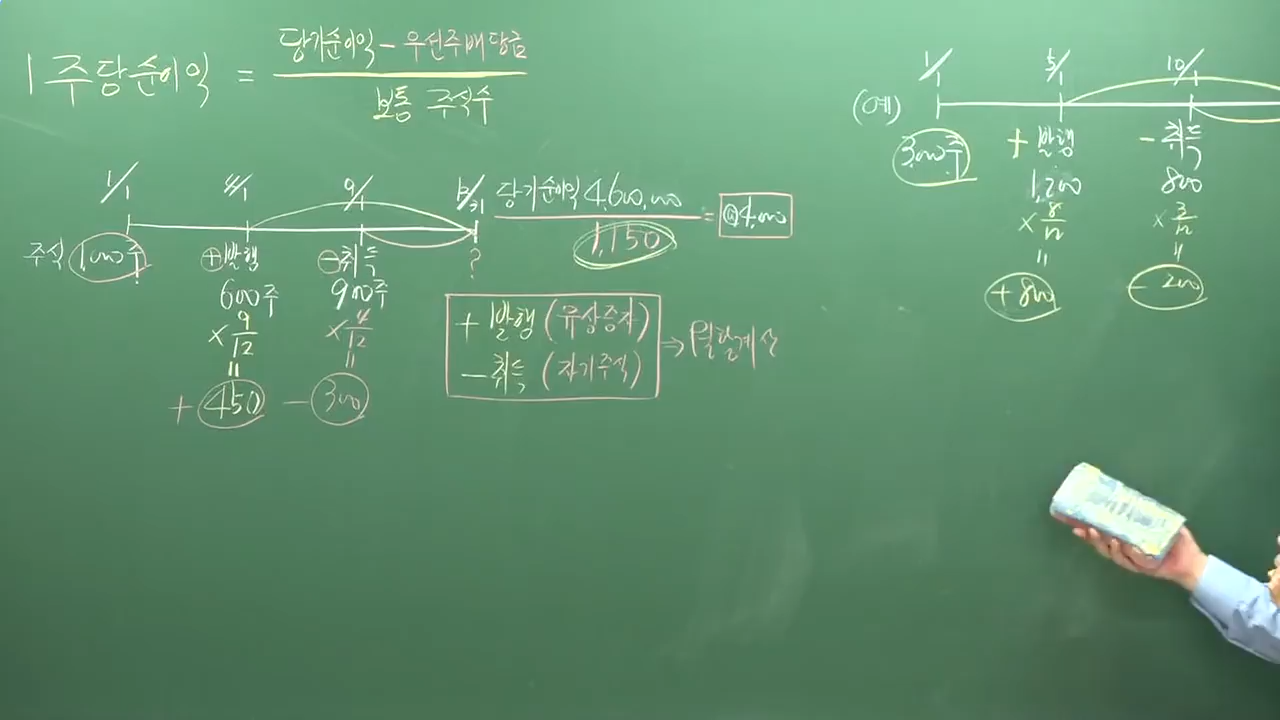 1주당순이익 = 당기순이익 - 우선주배당금
보통 주식수
1/1 4/1 9/1 12/31
주식 1,000주 ⊕발행 ⊖취득 ?
600주 900주
× 9/12 × 4/12
= =
+ 450 - 300
당기순이익 4,600,000
1,150
= @4,000
+ 발행 (유상증자)
- 취득 (자기주식)
⇒ 월할계산
(예) 1/1 5/1 10/1
3,000주 + 발행 - 취득
1,200 800
× 8/12 × 3/12
= =
+ 800 - 200